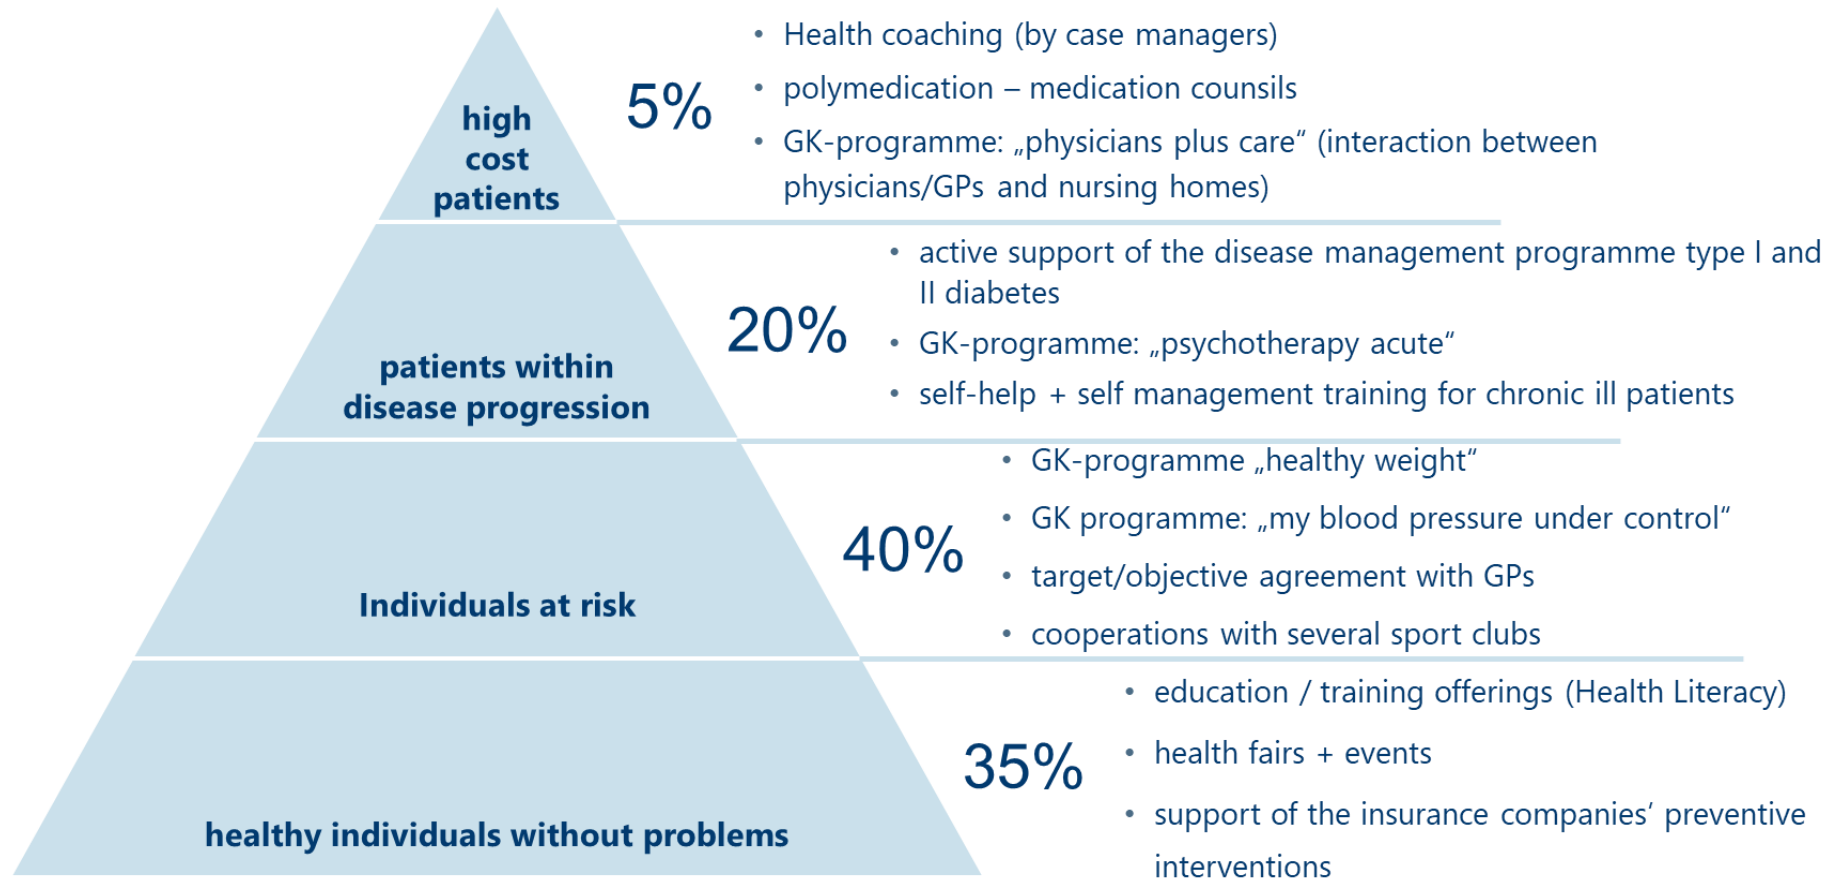 high
cost
patients
5%
• Health coaching (by case managers)
• polymedication – medication counsils
• GK-programme: „physicians plus care“ (interaction between
physicians/GPs and nursing homes)
patients within
disease progression
20%
• active support of the disease management programme type I and
II diabetes
• GK-programme: „psychotherapy acute“
• self-help + self management training for chronic ill patients
Individuals at risk
40%
• GK-programme „healthy weight“
• GK programme: „my blood pressure under control“
• target/objective agreement with GPs
• cooperations with several sport clubs
healthy individuals without problems
35%
• education / training offerings (Health Literacy)
• health fairs + events
• support of the insurance companies’ preventive
interventions